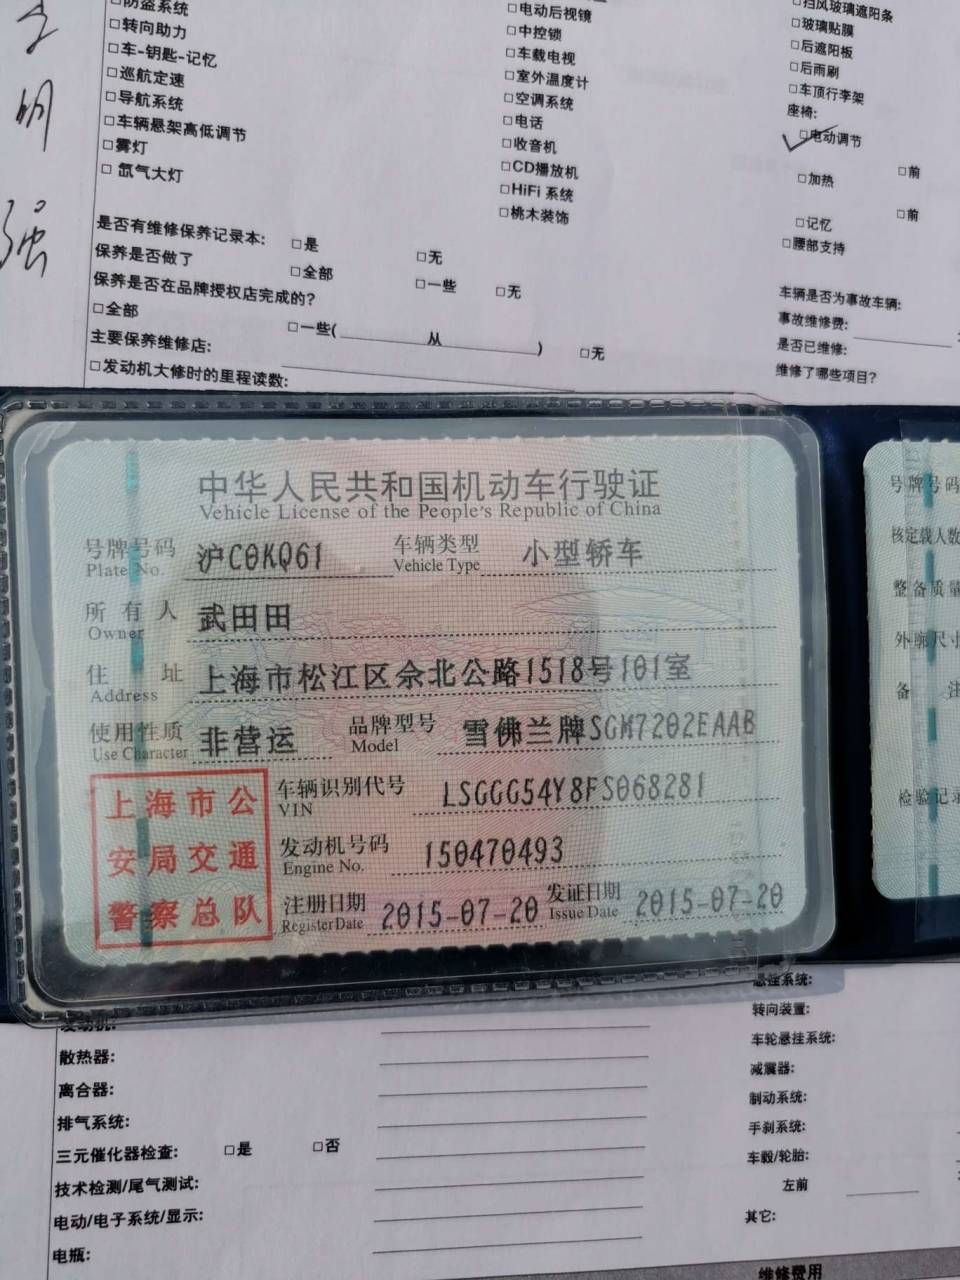 防盗系统
□转向助力
□车-钥匙-记忆
□巡航定速
□导航系统
□车辆悬架高低调节
□雾灯
□ 氙气大灯
□电动后视镜
□中控锁
□车载电视
□室外温度计
□空调系统
□电话
□收音机
□CD播放机
□HiFi 系统
□桃木装饰
□挡风玻璃遮阳条
□玻璃贴膜
□后遮阳板
□后雨刷
□车顶行李架
座椅:
□电动调节
□前
□加热
□前
□记忆
□腰部支持
明
强
是否有维修保养记录本: □是 □无
保养是否做了 □全部 □一些 □无
保养是否在品牌授权店完成的?
□全部 □一些( 从 ) □无
主要保养维修店:
□发动机大修时的里程读数:
车辆是否为事故车辆:
事故维修费:
是否已维修:
维修了哪些项目?
中华人民共和国机动车行驶证
Vehicle License of the People's Republic of China
号牌号码 沪C0KQ61 车辆类型 小型轿车
Plate No. Vehicle Type
所有人 武田田
Owner
住址 上海市松江区佘北公路1518号101室
Address
使用性质 非营运 品牌型号 雪佛兰牌SGM7202EAAB
Use Character Model
上海市公
安局交通
警察总队
车辆识别代号 LSGGG54Y8FS068281
VIN
发动机号码 150470493
Engine No.
注册日期 2015-07-20 发证日期 2015-07-20
Register Date Issue Date
号牌号码
核定载人数
整备质量
外廓尺寸
备 注
检验记录
发动机:
散热器:
离合器:
排气系统:
三元催化器检查: □是 □否
技术检测/尾气测试:
电动/电子系统/显示:
电瓶:
悬挂系统:
转向装置:
车轮悬挂系统:
减震器:
制动系统:
手刹系统:
车毂/轮胎:
左前
其它:
维修费用